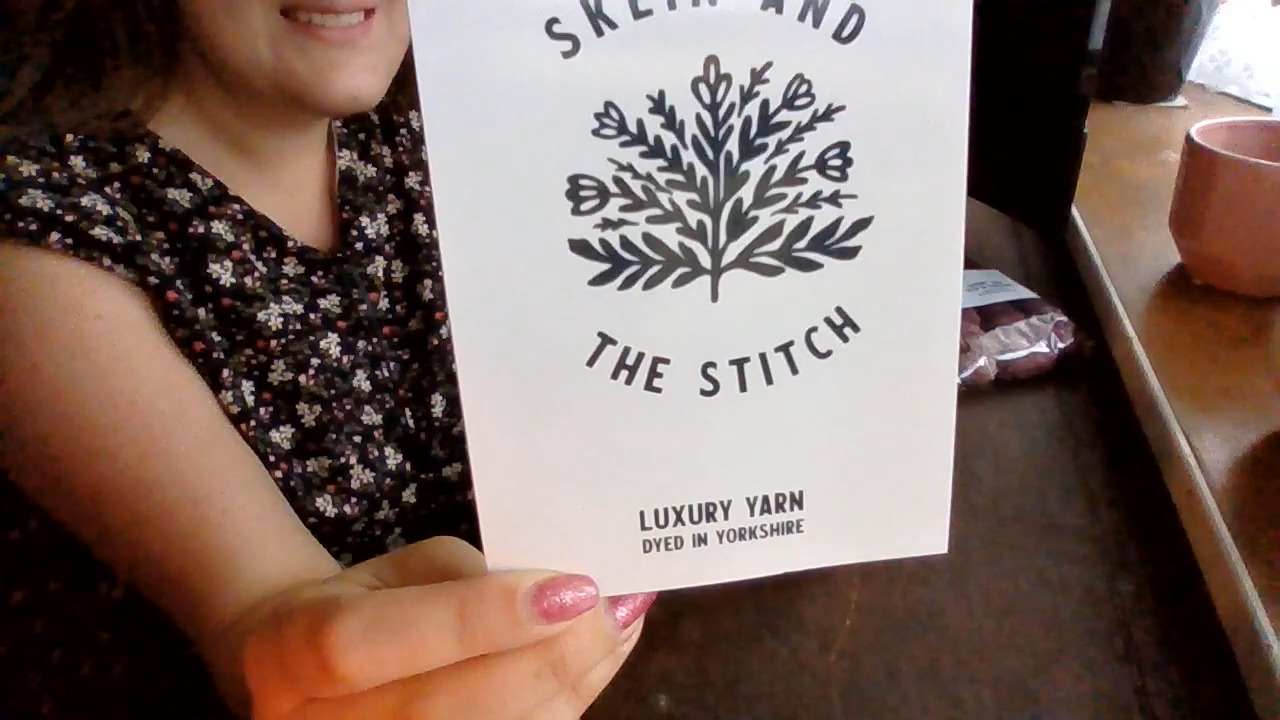 SKEIN AND
THE STITCH
LUXURY YARN
DYED IN YORKSHIRE